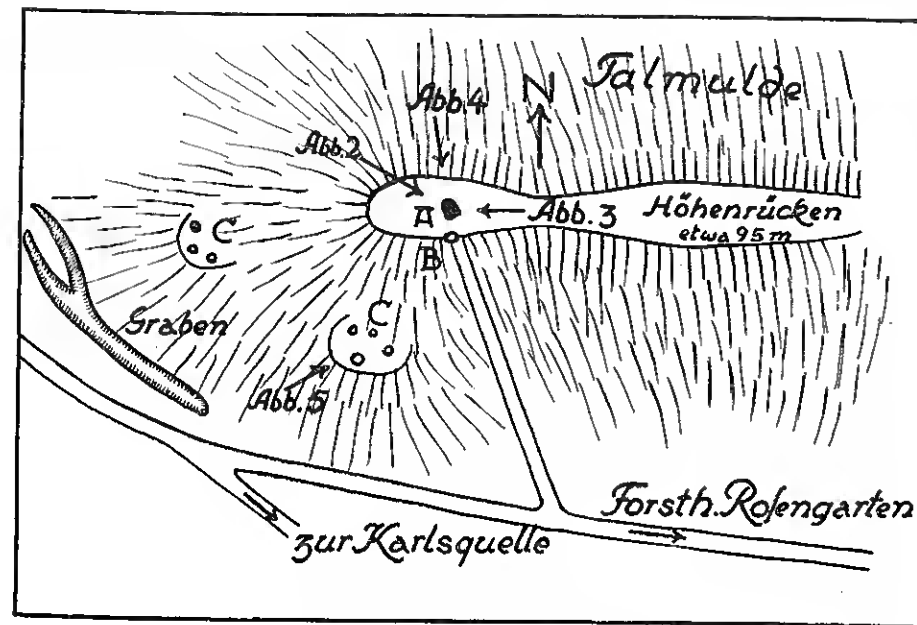 Talmulde
N
Abb. 4
Abb. 2
A
Abb. 3
Höhenrücken
etwa 95 m
B
C
C
Graben
Abb. 5
Forsth. Rosengarten
zur Karlsquelle